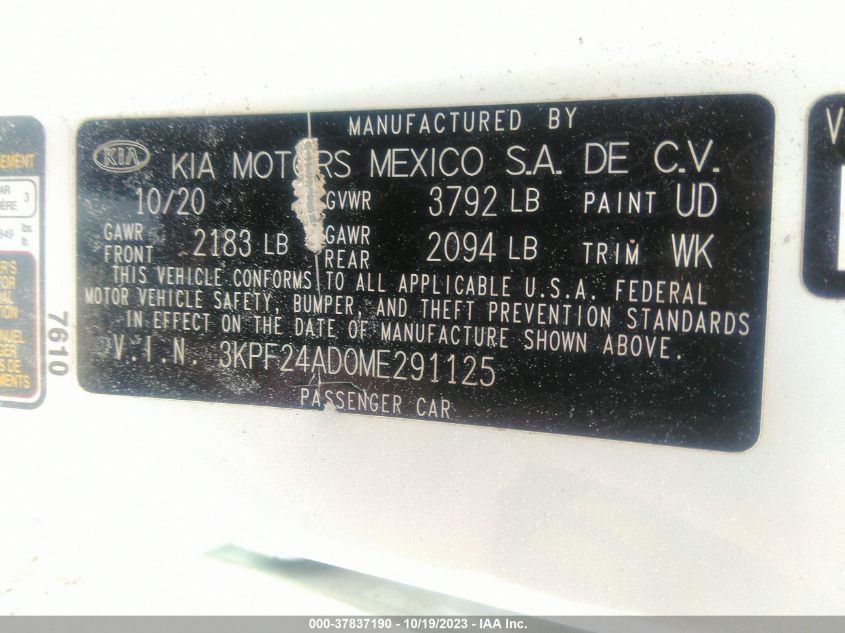 MANUFACTURED BY
KIA KIA MOTORS MEXICO S.A. DE C.V.
10/20 GVWR 3792 LB PAINT UD
GAWR FRONT 2183 LB GAWR REAR 2094 LB TRIM WK
THIS VEHICLE CONFORMS TO ALL APPLICABLE U.S.A. FEDERAL
MOTOR VEHICLE SAFETY, BUMPER, AND THEFT PREVENTION STANDARDS
IN EFFECT ON THE DATE OF MANUFACTURE SHOWN ABOVE.
V.I.N. 3KPF24AD0ME291125
PASSENGER CAR
7610
3
lbs.
lb.
000-37837190 - 10/19/2023 - IAA Inc.